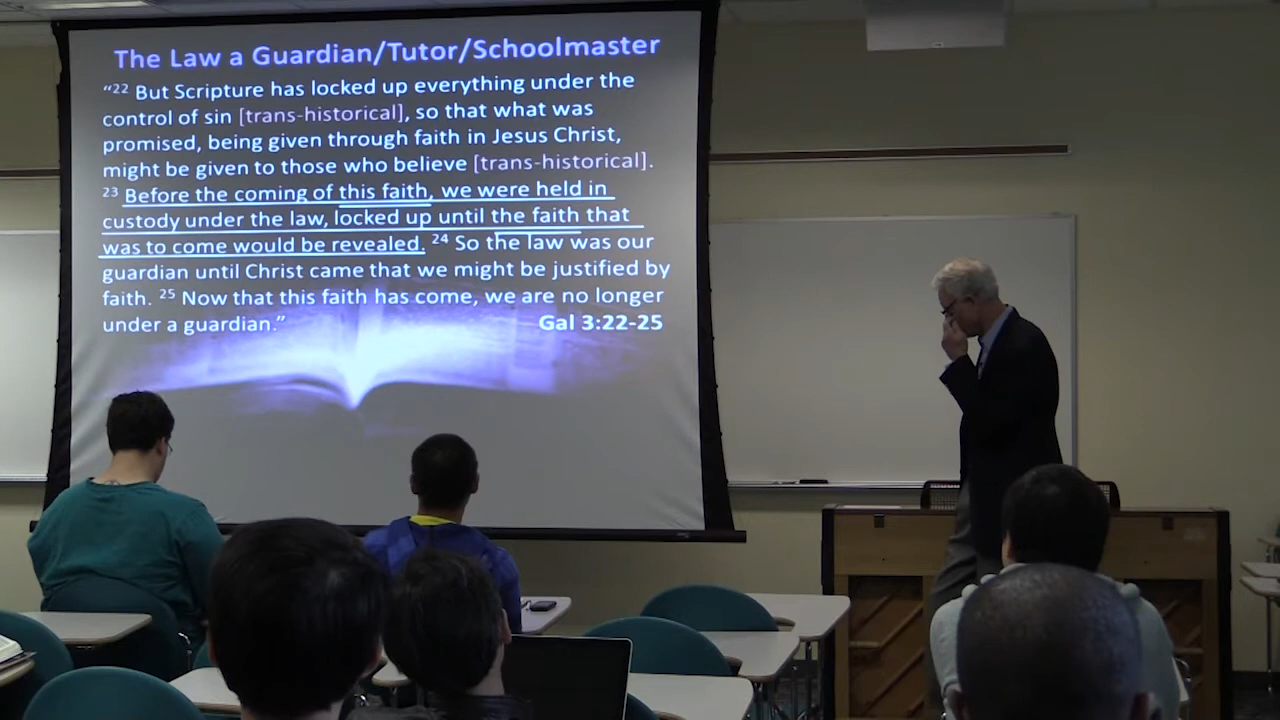 The Law a Guardian/Tutor/Schoolmaster
“22 But Scripture has locked up everything under the
control of sin [trans-historical], so that what was
promised, being given through faith in Jesus Christ,
might be given to those who believe [trans-historical].
23 Before the coming of this faith, we were held in
custody under the law, locked up until the faith that
was to come would be revealed. 24 So the law was our
guardian until Christ came that we might be justified by
faith. 25 Now that this faith has come, we are no longer
under a guardian.” Gal 3:22-25